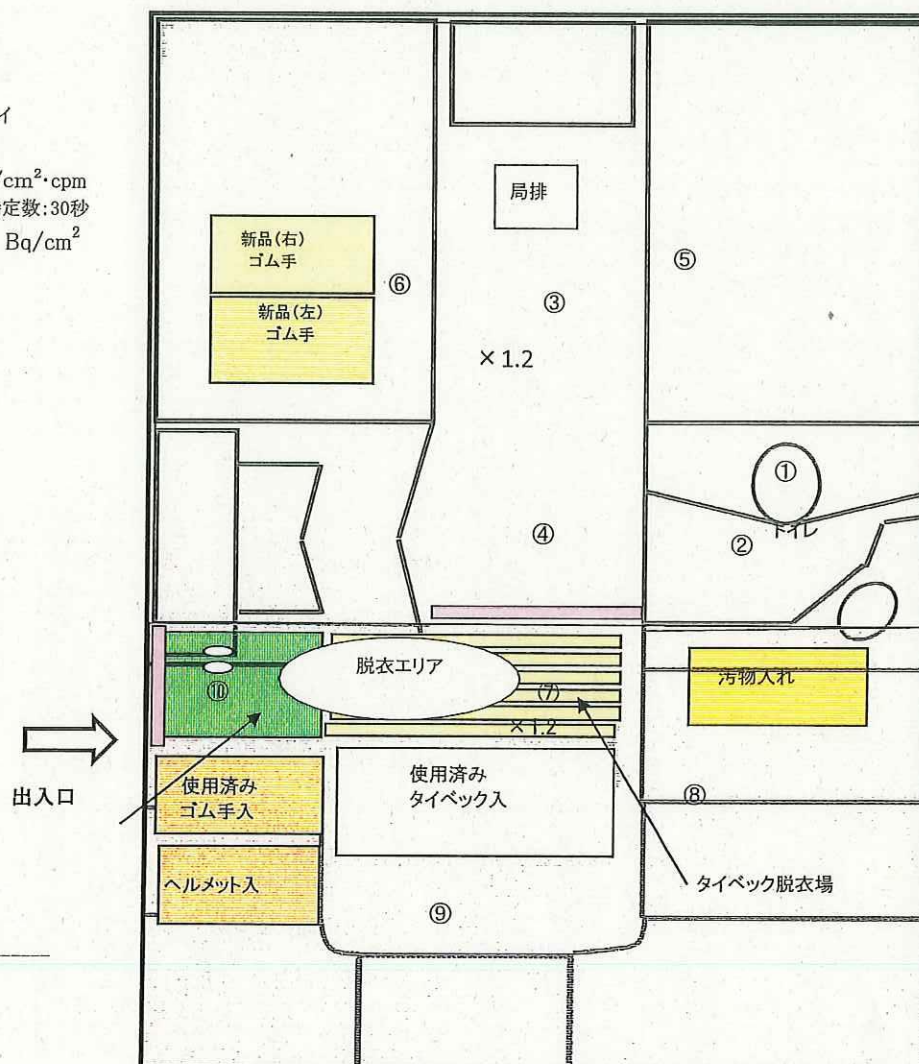 イ
/cm²・cpm
定数:30秒
Bq/cm²
局排
新品(右)
ゴム手
新品(左)
ゴム手
⑥
③
⑤
×1.2
①
④
②
トイレ
脱衣エリア
⑩
(7)
×1.2
汚物入れ
出入口
使用済み
ゴム手入
使用済み
タイベック入
⑧
ヘルメット入
タイベック脱衣場
⑨